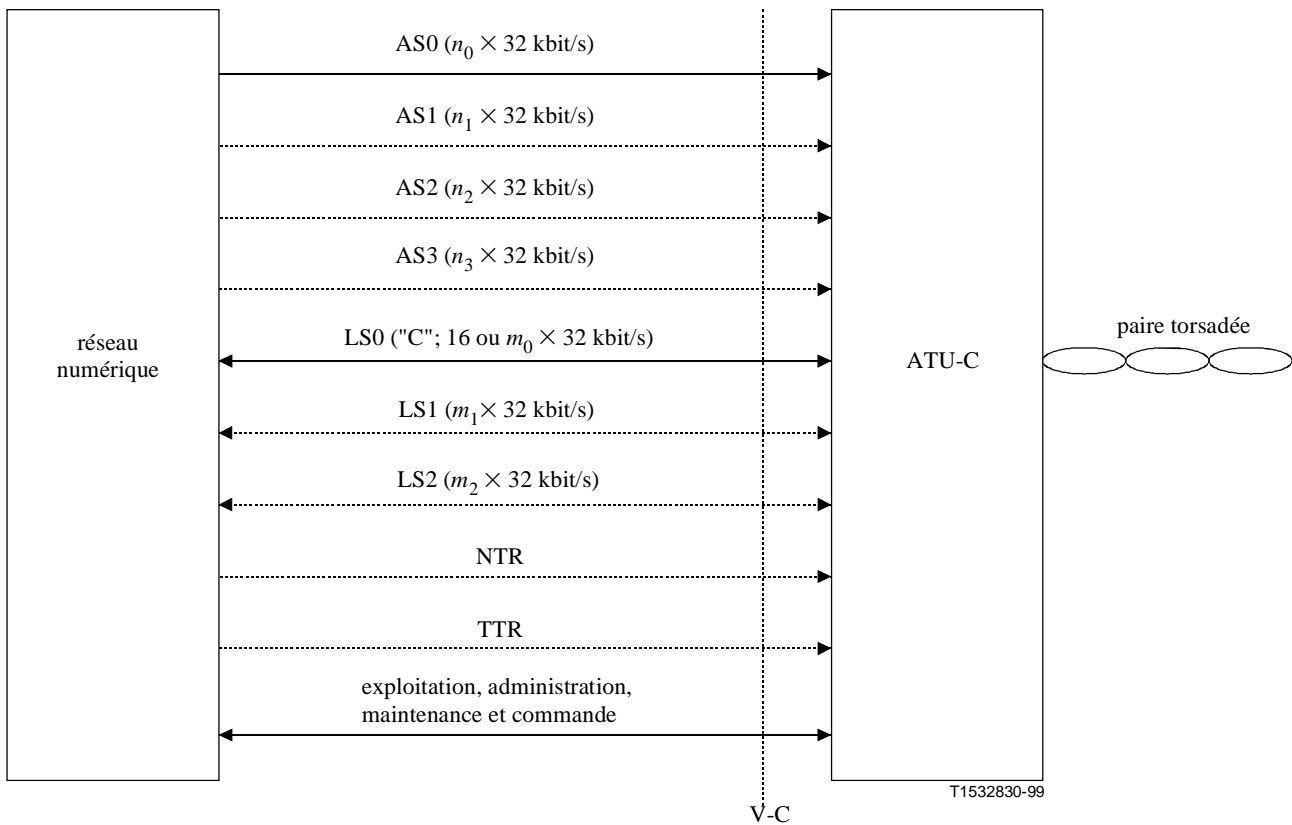 AS0 (n0 × 32 kbit/s)
AS1 (n1 × 32 kbit/s)
AS2 (n2 × 32 kbit/s)
AS3 (n3 × 32 kbit/s)
réseau
numérique
LS0 ("C"; 16 ou m0 × 32 kbit/s)
ATU-C
paire torsadée
LS1 (m1 × 32 kbit/s)
LS2 (m2 × 32 kbit/s)
NTR
TTR
exploitation, administration,
maintenance et commande
T1532830-99
V-C